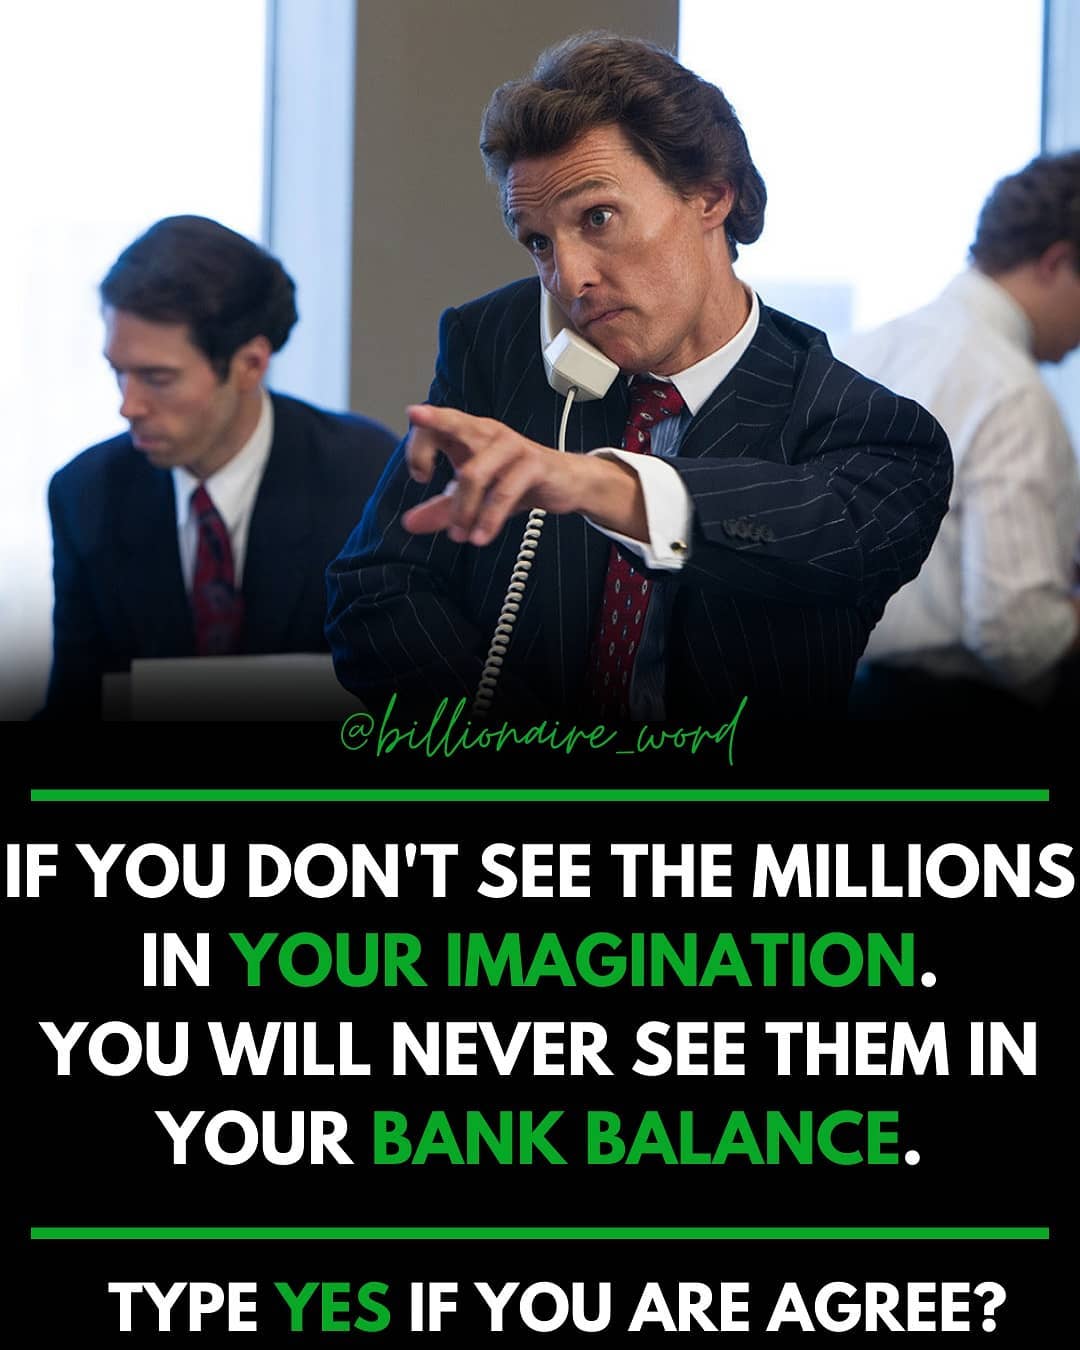 @billionaire_word
IF YOU DON'T SEE THE MILLIONS
IN YOUR IMAGINATION.
YOU WILL NEVER SEE THEM IN
YOUR BANK BALANCE.
TYPE YES IF YOU ARE AGREE?